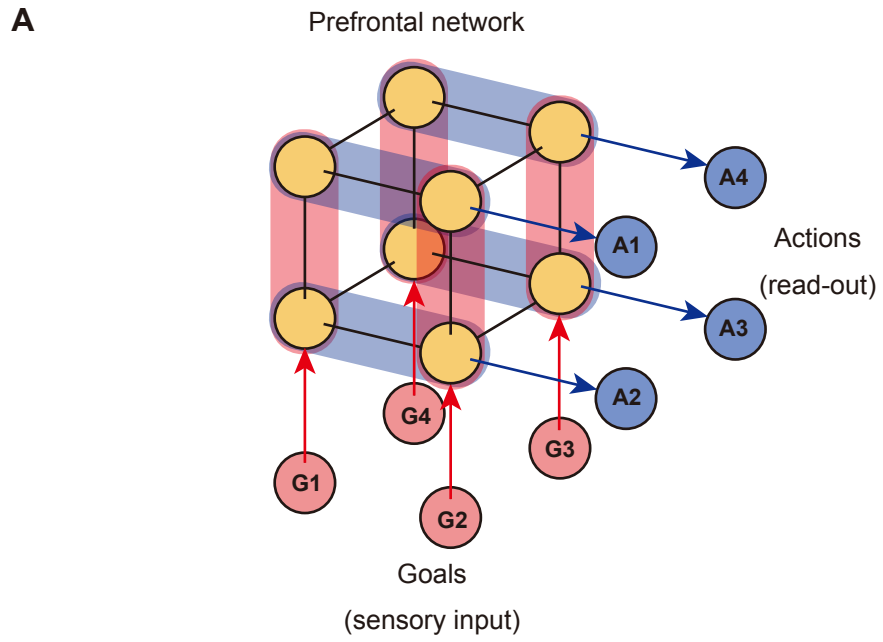 A
Prefrontal network
A4
A1
Actions
(read-out)
A3
A2
G4
G3
G1
G2
Goals
(sensory input)